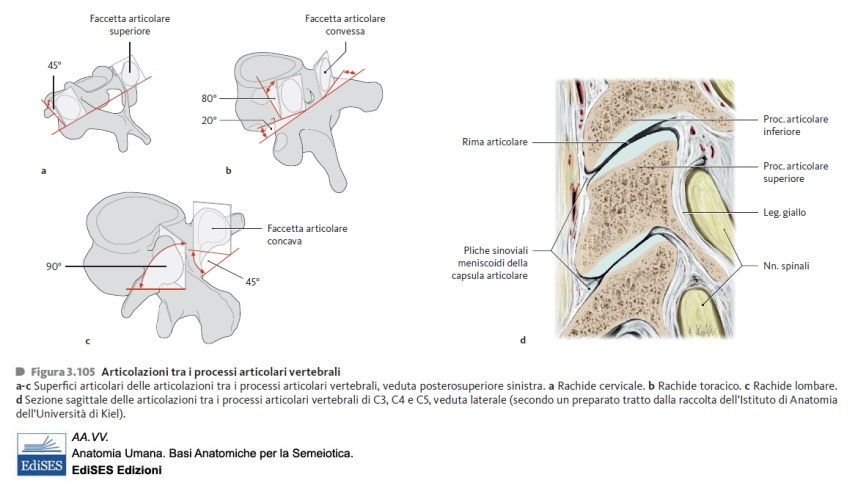 Faccetta articolare
superiore
45°
a
Faccetta articolare
convessa
80°
20°
b
Faccetta articolare
concava
90°
45°
c
Rima articolare
Pliche sinoviali
meniscoidi della
capsula articolare
Proc. articolare
inferiore
Proc. articolare
superiore
Leg. giallo
Nn. spinali
d
Figura 3.105 Articolazioni tra i processi articolari vertebrali
a-c Superfici articolari delle articolazioni tra i processi articolari vertebrali, veduta posterosuperiore sinistra. a Rachide cervicale. b Rachide toracico. c Rachide lombare.
d Sezione sagittale delle articolazioni tra i processi articolari vertebrali di C3, C4 e C5, veduta laterale (secondo un preparato tratto dalla raccolta dell'Istituto di Anatomia
dell'Università di Kiel).
EdiSES
AA.VV.
Anatomia Umana. Basi Anatomiche per la Semeiotica.
EdiSES Edizioni